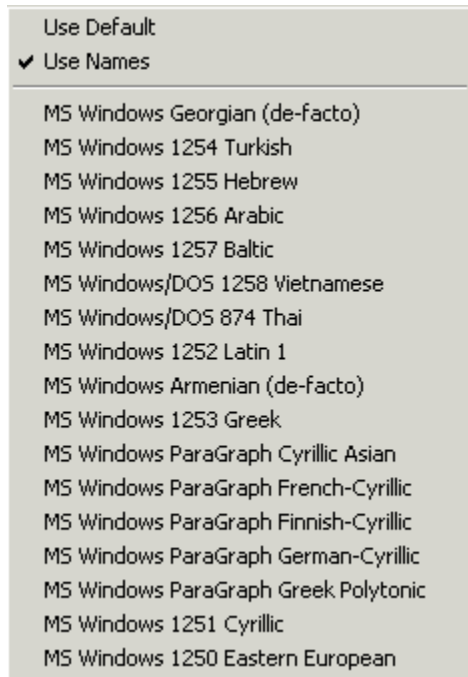 Use Default
Use Names
MS Windows Georgian (de-facto)
MS Windows 1254 Turkish
MS Windows 1255 Hebrew
MS Windows 1256 Arabic
MS Windows 1257 Baltic
MS Windows/DOS 1258 Vietnamese
MS Windows/DOS 874 Thai
MS Windows 1252 Latin 1
MS Windows Armenian (de-facto)
MS Windows 1253 Greek
MS Windows ParaGraph Cyrillic Asian
MS Windows ParaGraph French-Cyrillic
MS Windows ParaGraph Finnish-Cyrillic
MS Windows ParaGraph German-Cyrillic
MS Windows ParaGraph Greek Polytonic
MS Windows 1251 Cyrillic
MS Windows 1250 Eastern European